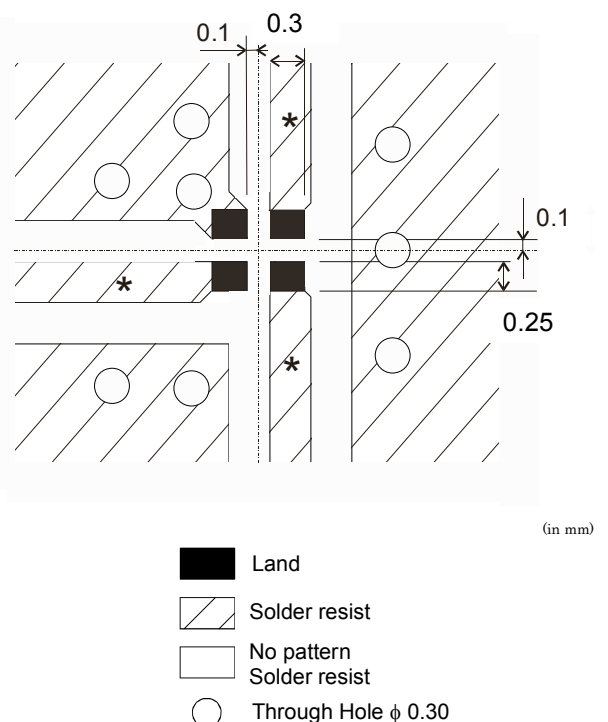 0.1
0.3
*
0.1
*
0.25
*
(in mm)
Land
Solder resist
No pattern
Solder resist
Through Hole ϕ 0.30